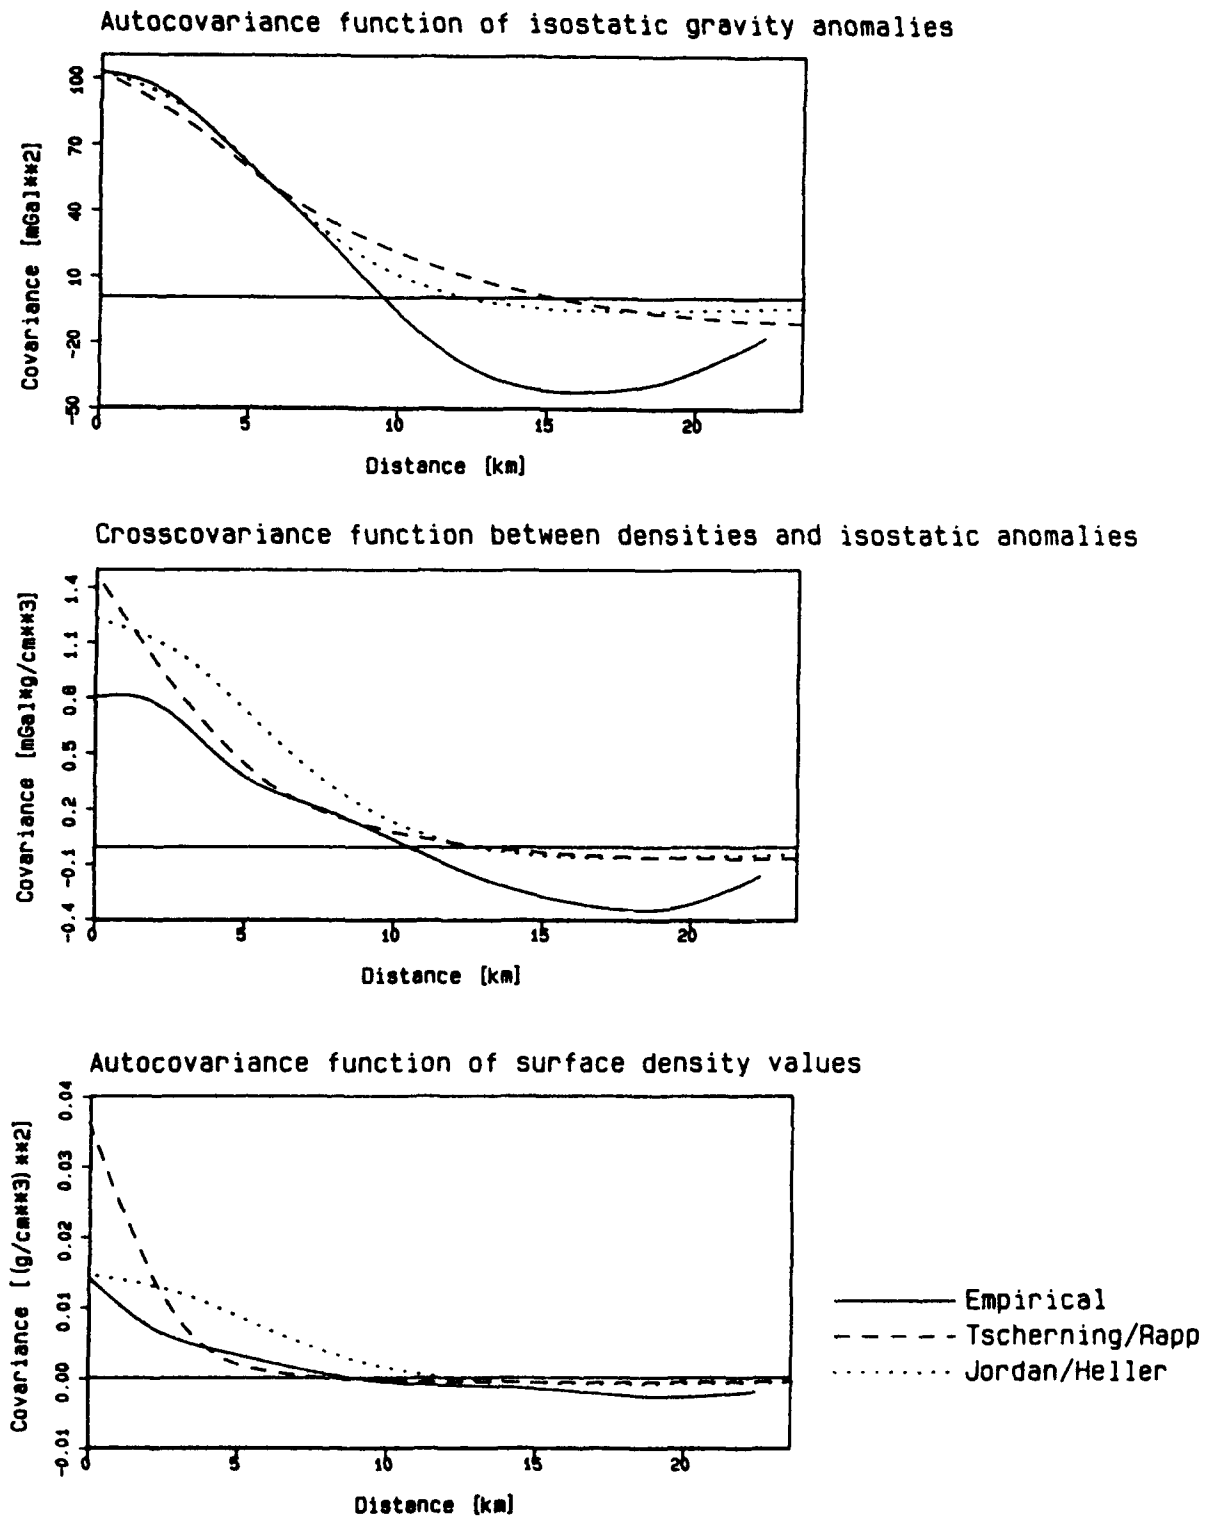 Autocovariance function of isostatic gravity anomalies
Covariance [mGal**2]
100
70
40
10
-20
-50
0 5 10 15 20
Distance [km]
Crosscovariance function between densities and isostatic anomalies
Covariance [mGal*g/cm**3]
1.4
1.1
0.8
0.5
0.2
-0.1
-0.4
0 5 10 15 20
Distance [km]
Autocovariance function of surface density values
Covariance [(g/cm**3)**2]
0.04
0.03
0.02
0.01
0.00
-0.01
0 5 10 15 20
Distance [km]
Empirical
Tscherning/Rapp
Jordan/Heller